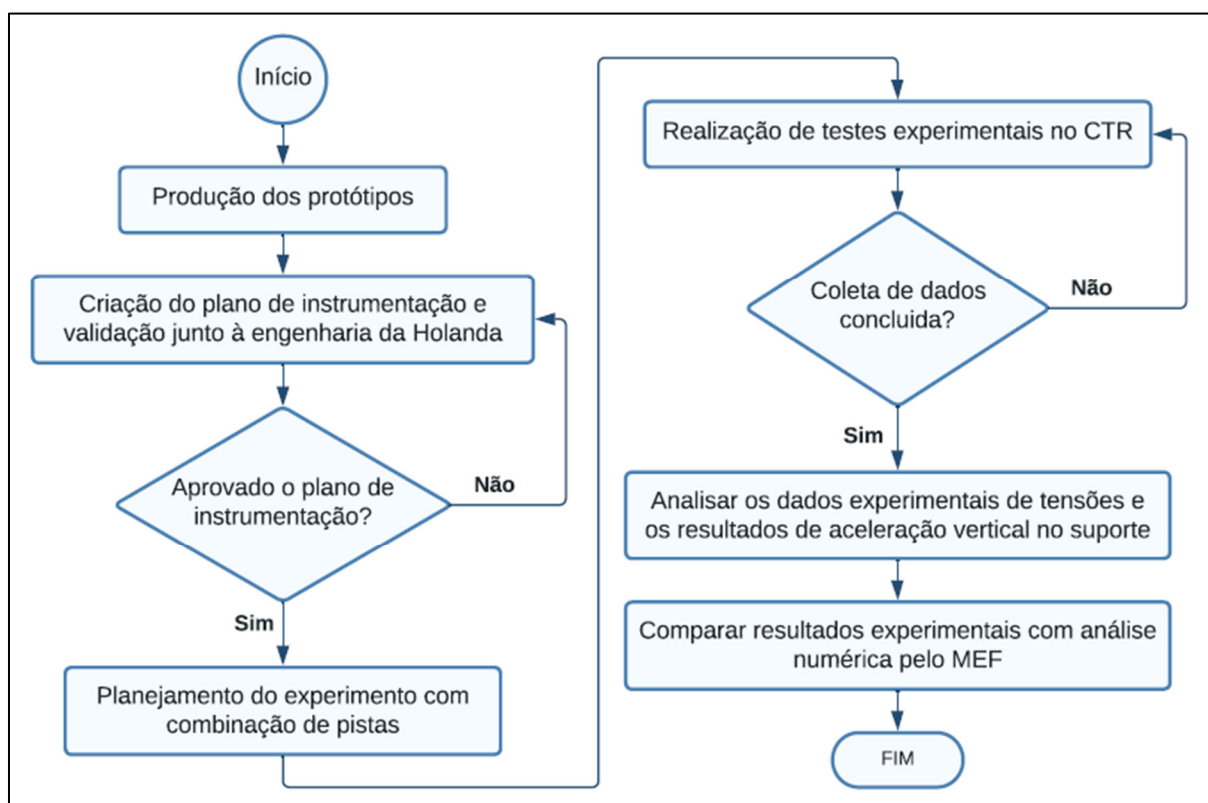 Início
Produção dos protótipos
Criação do plano de instrumentação e
validação junto à engenharia da Holanda
Aprovado o plano de
instrumentação?
Não
Sim
Planejamento do experimento com
combinação de pistas
Realização de testes experimentais no CTR
Coleta de dados
concluida?
Não
Sim
Analisar os dados experimentais de tensões e
os resultados de aceleração vertical no suporte
Comparar resultados experimentais com análise
numérica pelo MEF
FIM